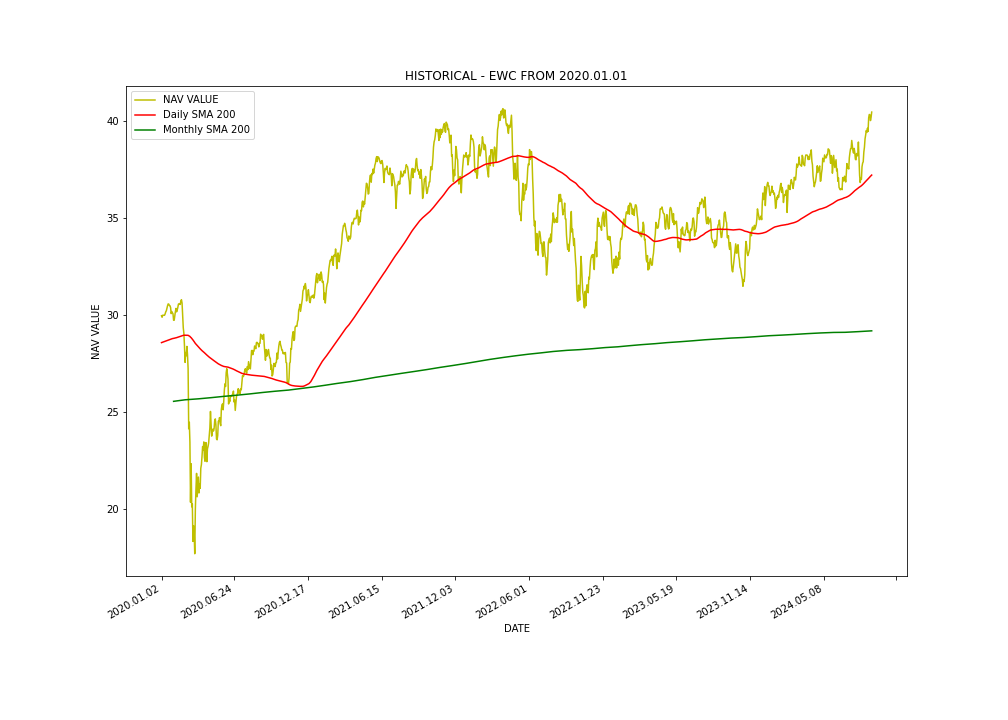 HISTORICAL - EWC FROM 2020.01.01
NAV VALUE
Daily SMA 200
Monthly SMA 200
40
35
30
25
20
NAV VALUE
2020.01.02
2020.06.24
2020.12.17
2021.06.15
2021.12.03
2022.06.01
2022.11.23
2023.05.19
2023.11.14
2024.05.08
DATE